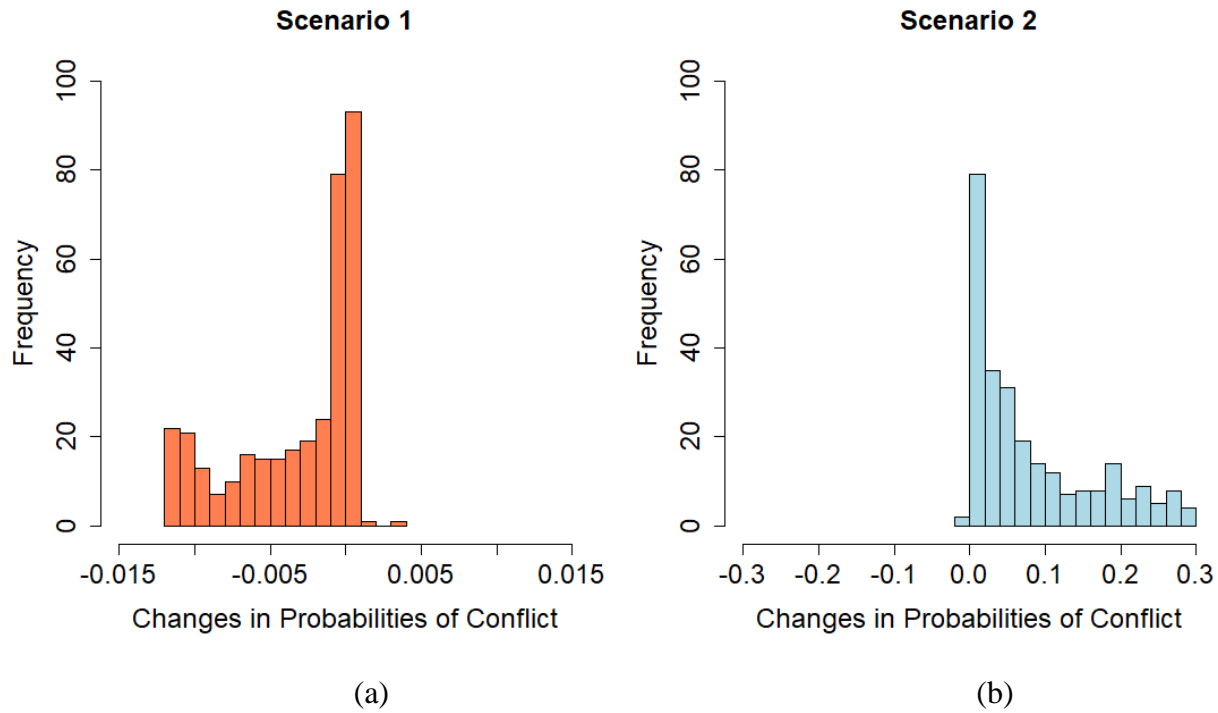 Scenario 1
100
80
60
40
20
0
Frequency
-0.015 -0.005 0.005 0.015
Changes in Probabilities of Conflict
(a)
Scenario 2
100
80
60
40
20
0
Frequency
-0.3 -0.2 -0.1 0.0 0.1 0.2 0.3
Changes in Probabilities of Conflict
(b)